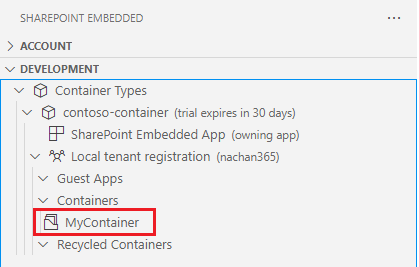 SHAREPOINT EMBEDDED
ACCOUNT
DEVELOPMENT
Container Types
contoso-container (trial expires in 30 days)
SharePoint Embedded App (owning app)
Local tenant registration (nachan365)
Guest Apps
Containers
MyContainer
Recycled Containers